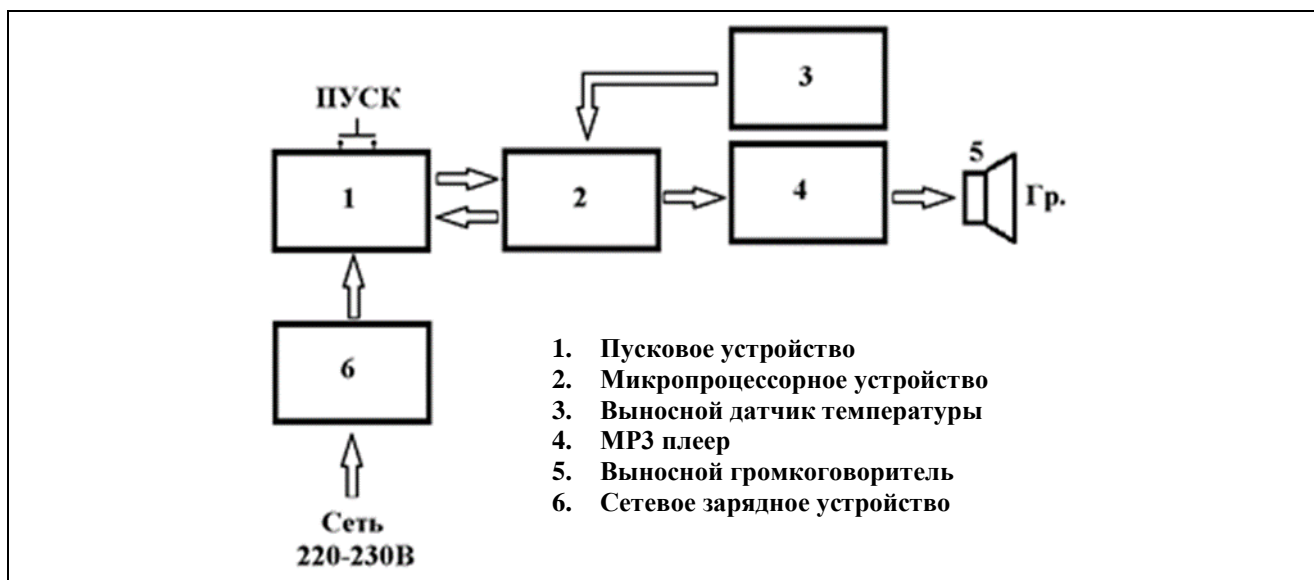 3
ПУСК
5
1
2
4
Гр.
6
1. Пусковое устройство
2. Микропроцессорное устройство
3. Выносной датчик температуры
4. МР3 плеер
5. Выносной громкоговоритель
6. Сетевое зарядное устройство
Сеть
220-230В